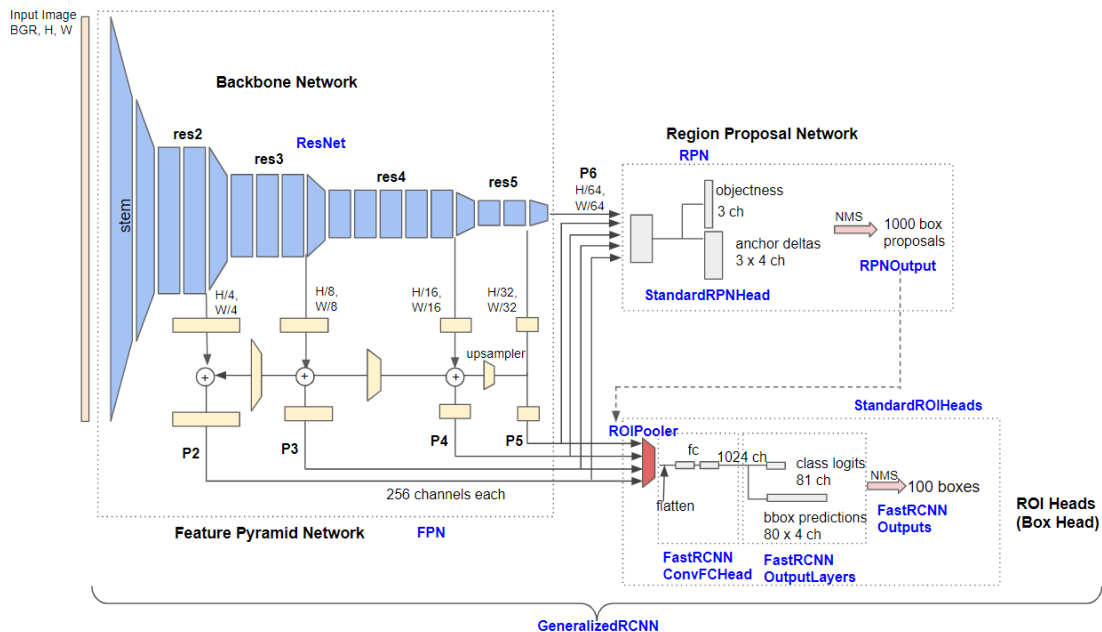 Input Image
BGR, H, W
Backbone Network
res2
ResNet
res3
res4
res5
stem
Region Proposal Network
RPN
P6
H/64,
W/64
objectness
3 ch
anchor deltas
3 x 4 ch
NMS
1000 box
proposals
RPNOutput
StandardRPNHead
H/4,
W/4
H/8,
W/8
H/16,
W/16
H/32,
W/32
upsampler
+
+
+
StandardROIHeads
ROIPooler
P2
P3
P4
P5
fc
1024 ch
class logits
81 ch
NMS
100 boxes
256 channels each
flatten
bbox predictions
80 x 4 ch
FastRCNN
Outputs
ROI Heads
(Box Head)
Feature Pyramid Network
FPN
FastRCNN
ConvFCHead
FastRCNN
OutputLayers
GeneralizedRCNN